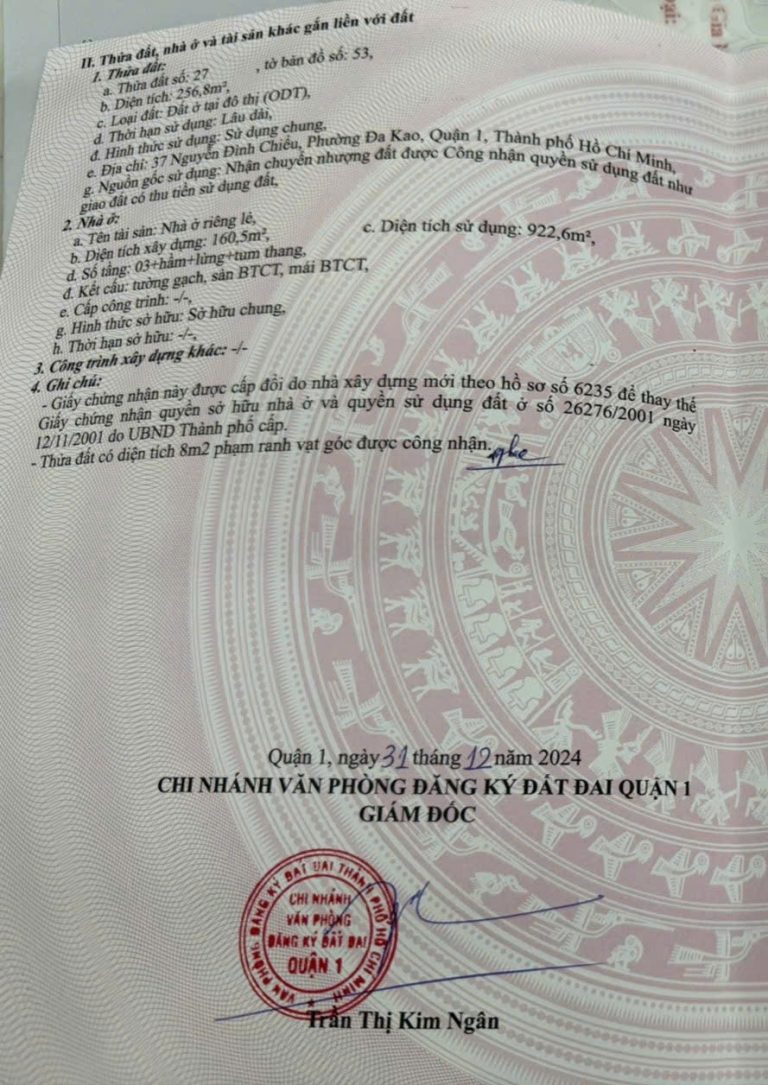 II. Thửa đất, nhà ở và tài sản khác gắn liền với đất
1. Thửa đất:
a. Thửa đất số: 27 , tờ bản đồ số: 53,
b. Diện tích: 256,8m²,
c. Loại đất: Đất ở tại đô thị (ODT),
d. Thời hạn sử dụng: Lâu dài,
đ. Hình thức sử dụng: Sử dụng chung,
e. Địa chỉ: 37 Nguyễn Đình Chiểu, Phường Đa Kao, Quận 1, Thành phố Hồ Chí Minh,
g. Nguồn gốc sử dụng: Nhận chuyển nhượng đất được Công nhận quyền sử dụng đất như
giao đất có thu tiền sử dụng đất,
2. Nhà ở:
a. Tên tài sản: Nhà ở riêng lẻ,
b. Diện tích xây dựng: 160,5m², c. Diện tích sử dụng: 922,6m²,
d. Số tầng: 03+hầm+lửng+tum thang,
đ. Kết cấu: tường gạch, sàn BTCT, mái BTCT,
e. Cấp công trình: -/-,
g. Hình thức sở hữu: Sở hữu chung,
h. Thời hạn sở hữu: -/-,
3. Công trình xây dựng khác: -/-
4. Ghi chú:
- Giấy chứng nhận này được cấp đổi do nhà xây dựng mới theo hồ sơ số 6235 để thay thế
Giấy chứng nhận quyền sở hữu nhà ở và quyền sử dụng đất ở số 26276/2001 ngày
12/11/2001 do UBND Thành phố cấp.
- Thửa đất có diện tích 8m2 phạm ranh vạt góc được công nhận.
Quận 1, ngày 31 tháng 12 năm 2024
CHI NHÁNH VĂN PHÒNG ĐĂNG KÝ ĐẤT ĐAI QUẬN 1
GIÁM ĐỐC
VĂN PHÒNG ĐĂNG KÝ ĐẤT ĐAI THÀNH PHỐ HỒ CHÍ MINH
CHI NHÁNH
VĂN PHÒNG
ĐĂNG KÝ ĐẤT ĐAI
QUẬN 1
Trần Thị Kim Ngân